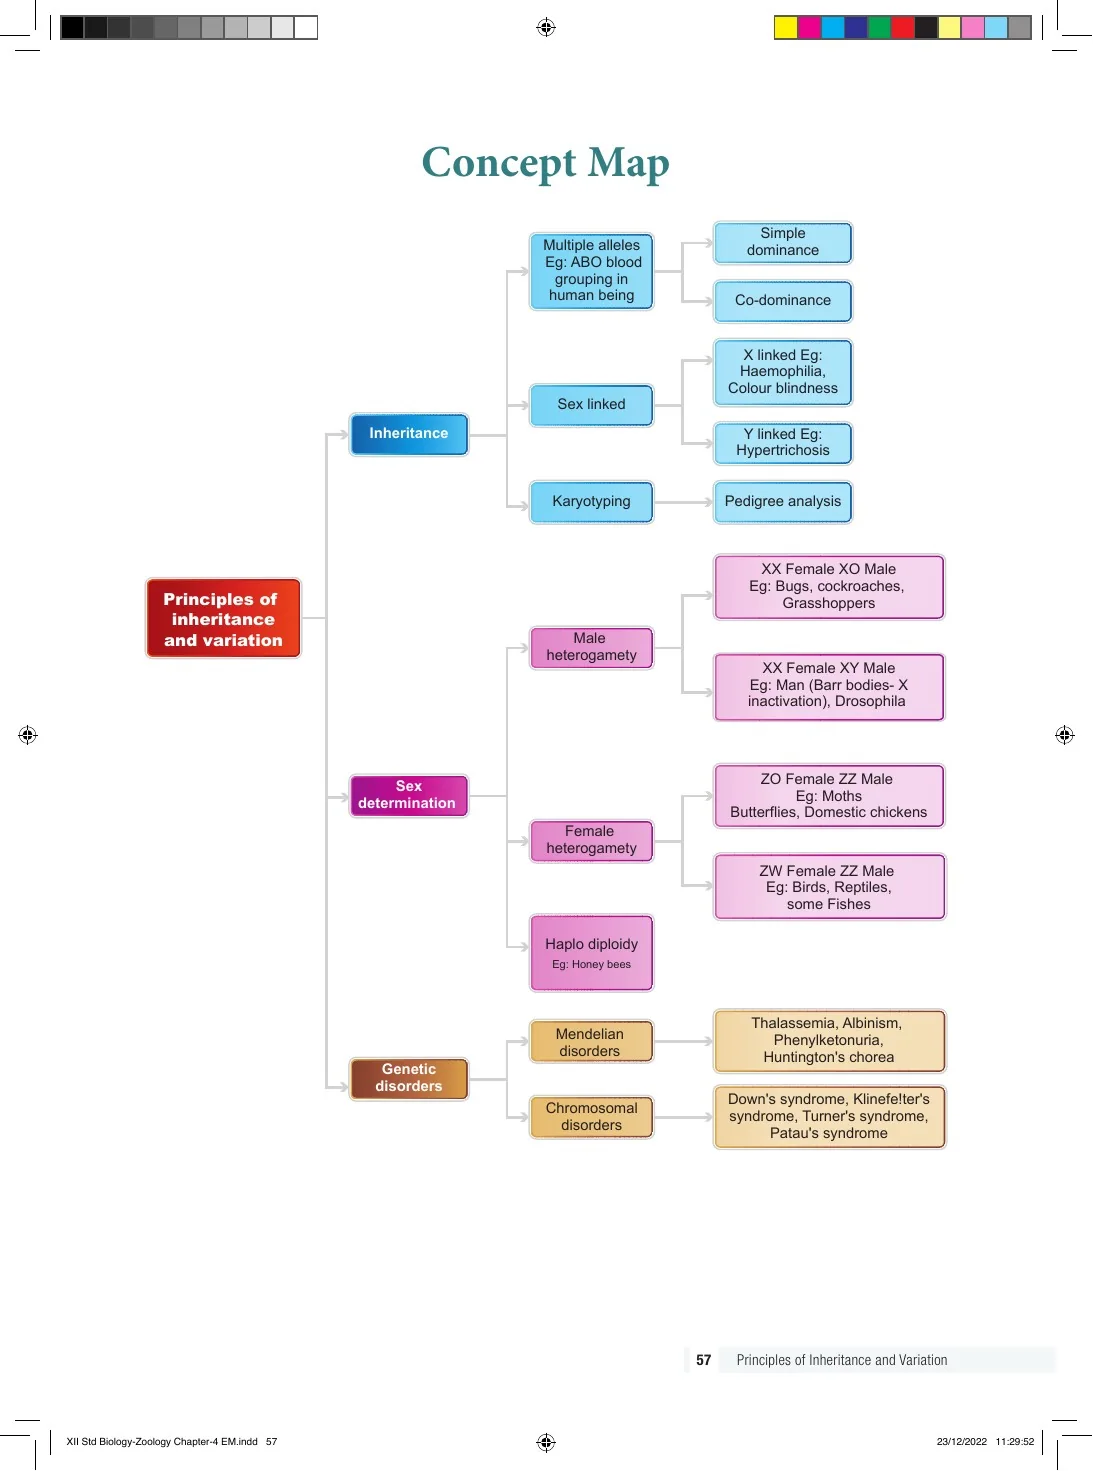 Concept Map
Multiple alleles
Eg: ABO blood
grouping in
human being
Simple
dominance
Co-dominance
Sex linked
X linked Eg:
Haemophilia,
Colour blindness
Y linked Eg:
Hypertrichosis
Inheritance
Karyotyping
Pedigree analysis
Principles of
inheritance
and variation
Male
heterogamety
XX Female XO Male
Eg: Bugs, cockroaches,
Grasshoppers
XX Female XY Male
Eg: Man (Barr bodies- X
inactivation), Drosophila
Sex
determination
Female
heterogamety
ZO Female ZZ Male
Eg: Moths
Butterflies, Domestic chickens
ZW Female ZZ Male
Eg: Birds, Reptiles,
some Fishes
Haplo diploidy
Eg: Honey bees
Genetic
disorders
Mendelian
disorders
Thalassemia, Albinism,
Phenylketonuria,
Huntington's chorea
Chromosomal
disorders
Down's syndrome, Klinefe!ter's
syndrome, Turner's syndrome,
Patau's syndrome
57 Principles of Inheritance and Variation
XII Std Biology-Zoology Chapter-4 EM.indd 57 23/12/2022 11:29:52